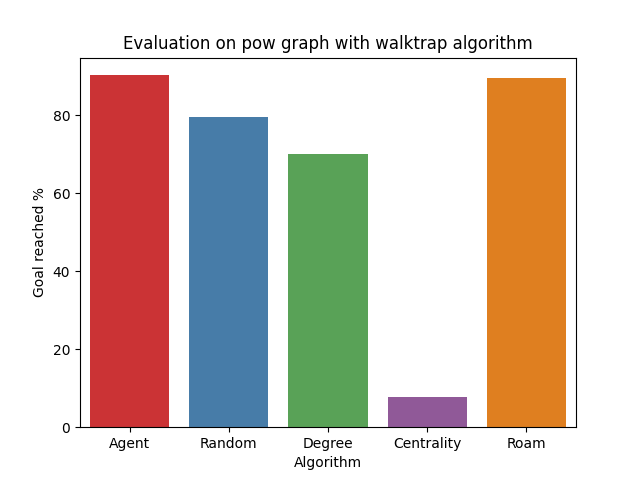 Evaluation on pow graph with walktrap algorithm
Goal reached %
80
60
40
20
0
Agent Random Degree Centrality Roam
Algorithm